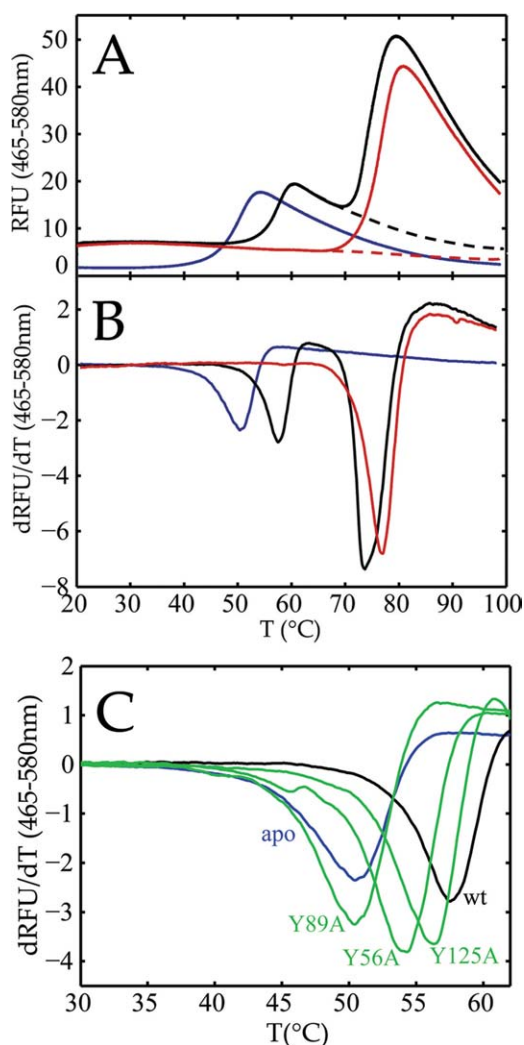 A
RFU (465-580nm)
50
40
30
20
10
0
B
dRFU/dT (465-580nm)
2
0
−2
−4
−6
−8
20 30 40 50 60 70 80 90 100
T (°C)
C
dRFU/dT (465-580nm)
2
1
0
−1
−2
−3
−4
apo
wt
Y89A
Y56A
Y125A
30 35 40 45 50 55 60
T(°C)